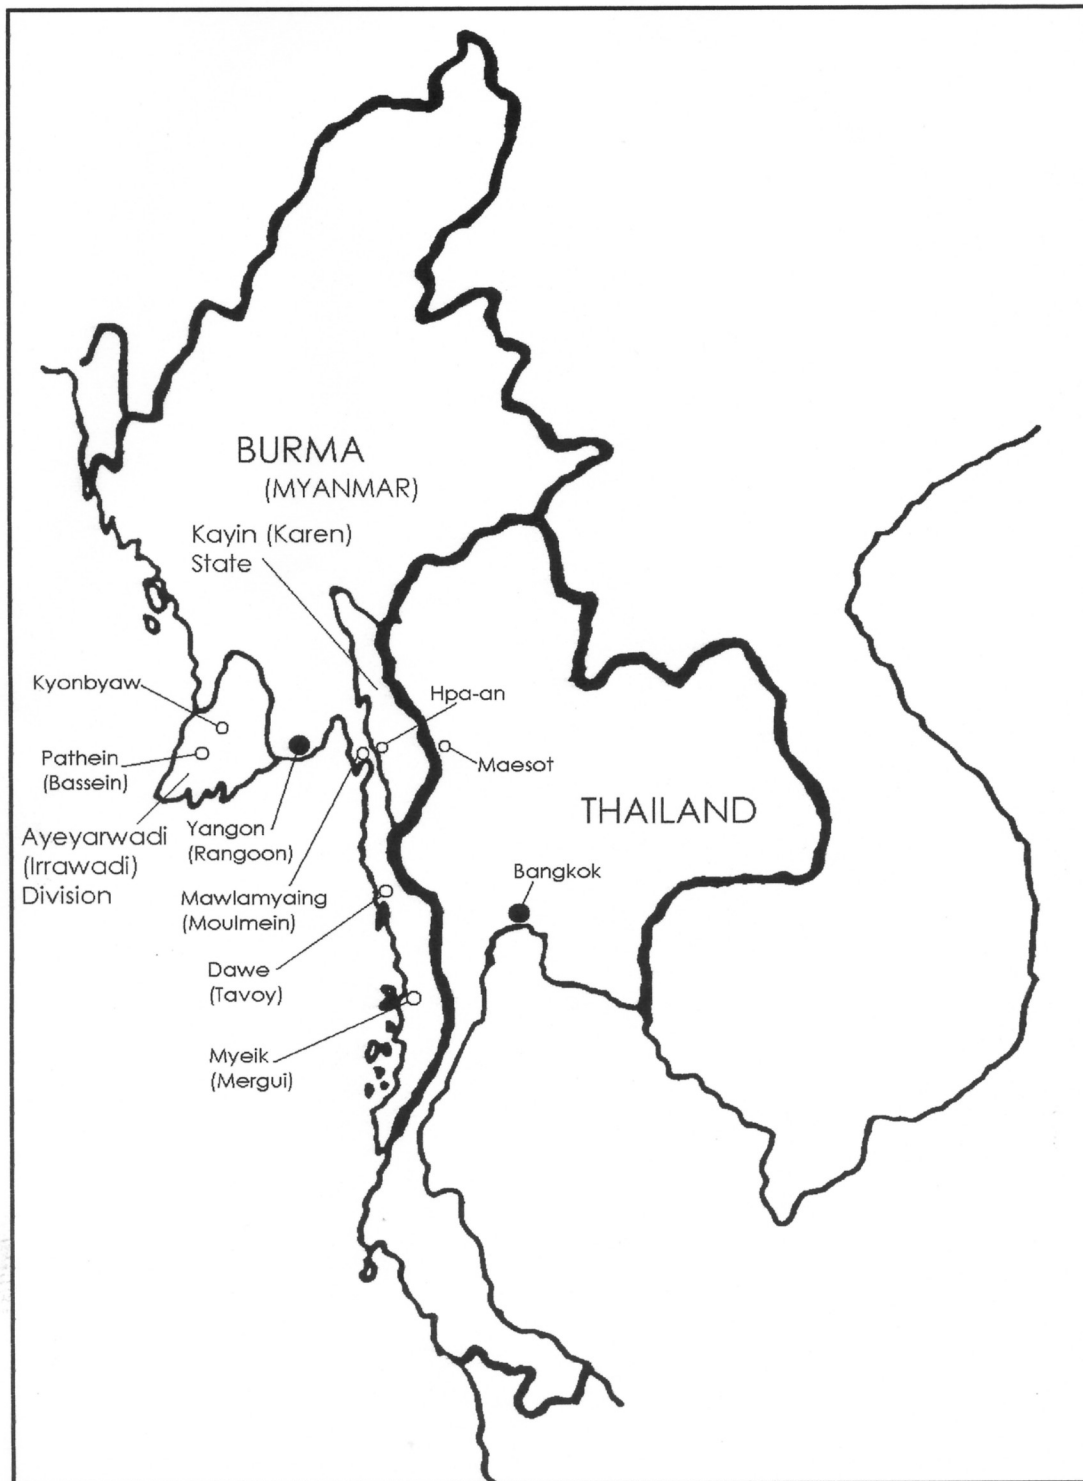 BURMA
(MYANMAR)
Kayin (Karen)
State
Kyonbyaw
Hpa-an
Pathein
(Bassein)
Maesot
THAILAND
Ayeyarwadi
(Irrawadi)
Division
Yangon
(Rangoon)
Bangkok
Mawlamyaing
(Moulmein)
Dawe
(Tavoy)
Myeik
(Mergui)